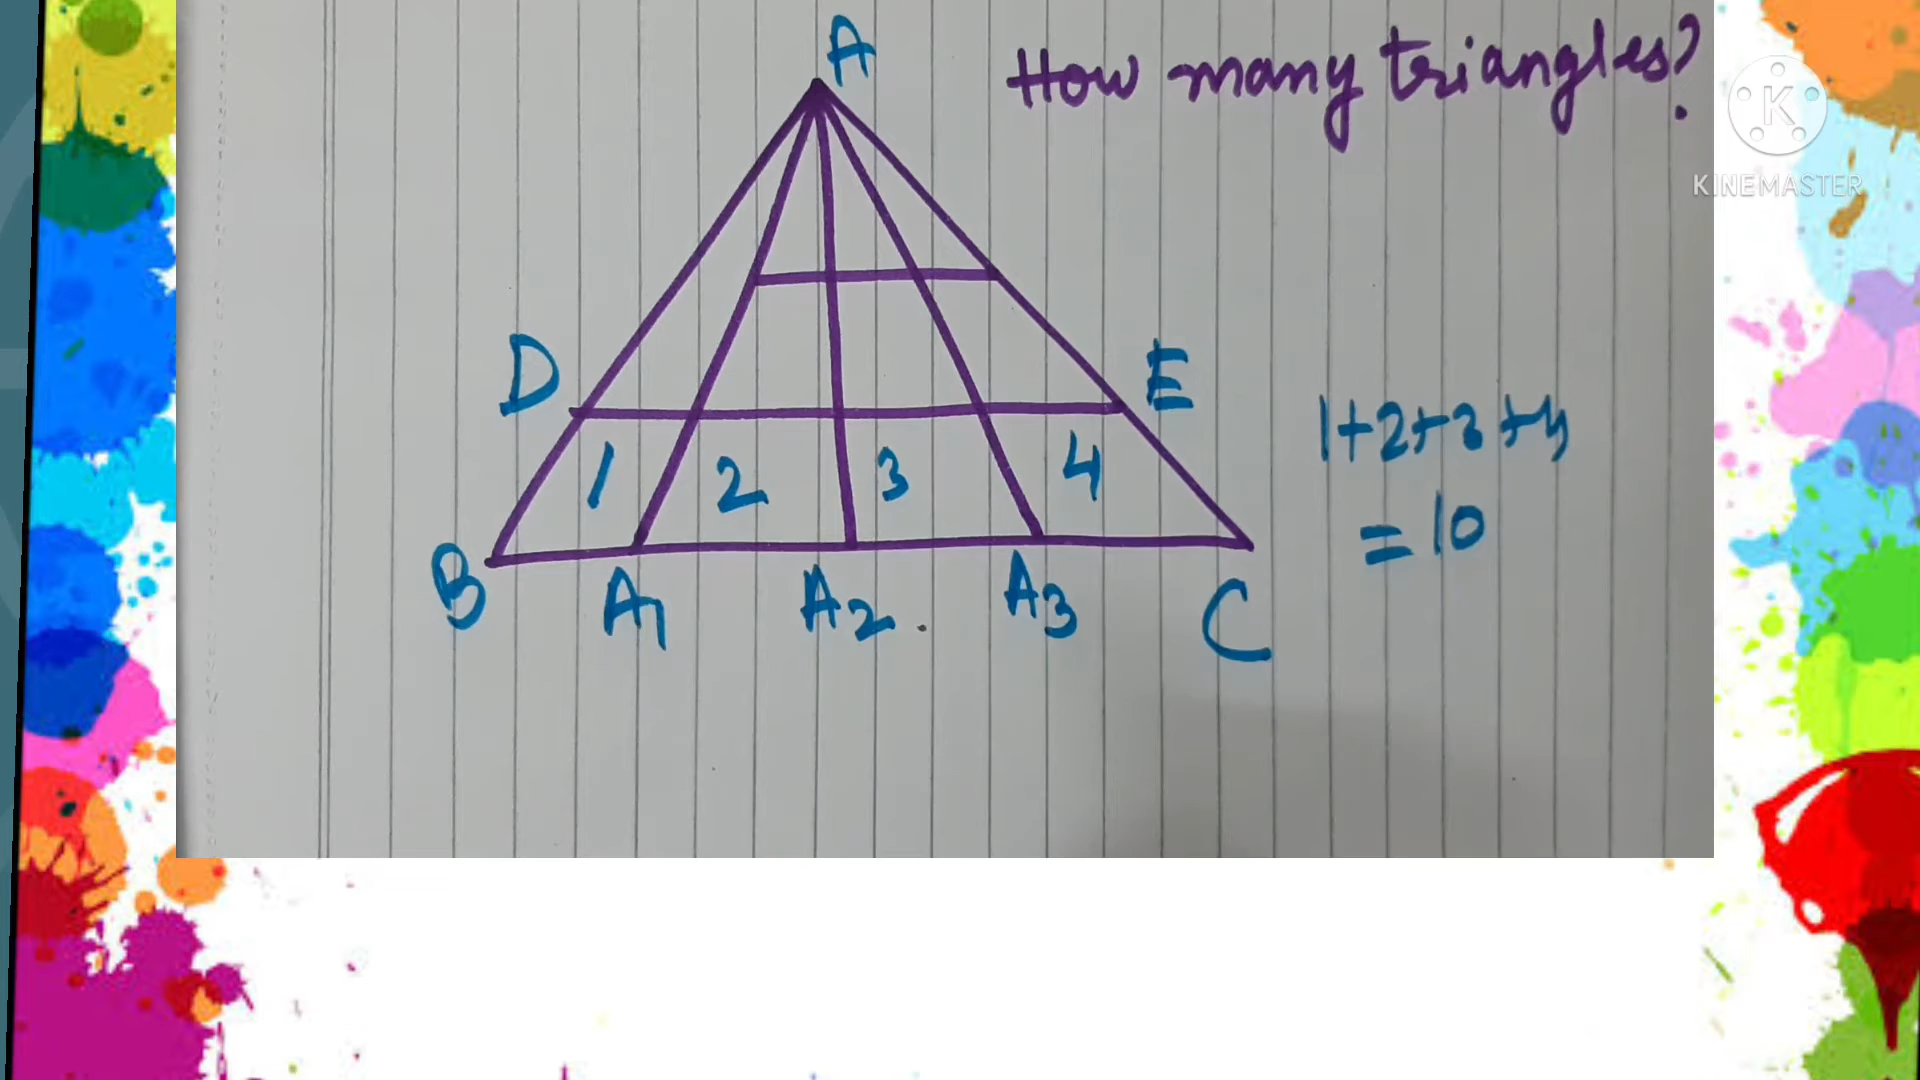 A
How many triangles?
K
KINEMASTER
D
E
1 2 3 4
1+2+3+4
=10
B A1 A2 A3 C